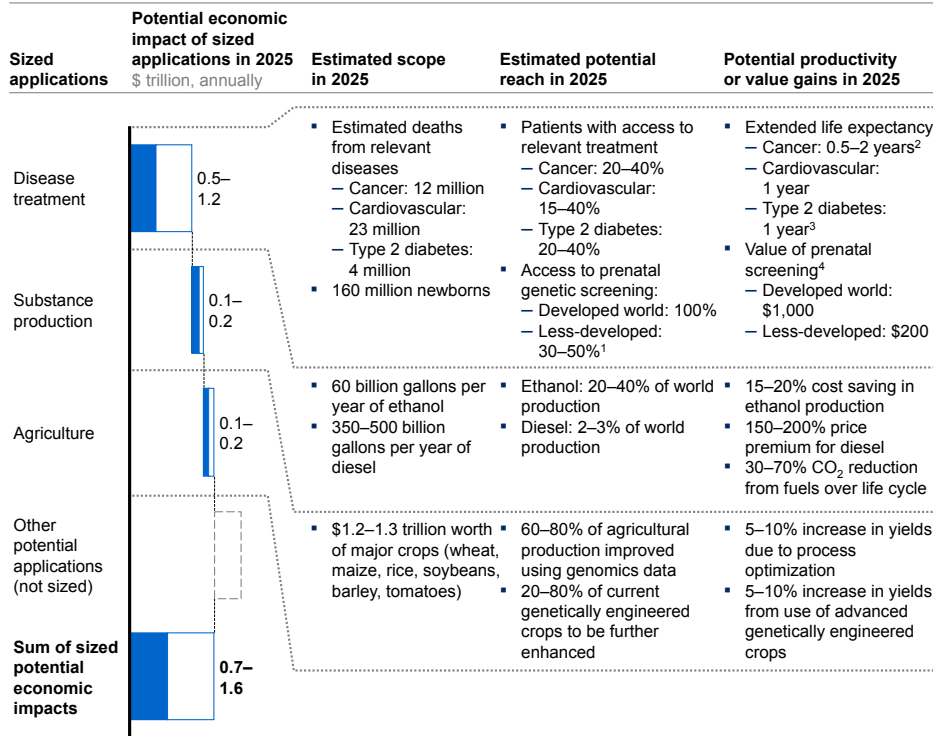 Sized
applications
Potential economic
impact of sized
applications in 2025
$ trillion, annually
Estimated scope
in 2025
Estimated potential
reach in 2025
Potential productivity
or value gains in 2025
Disease
treatment
0.5–
1.2
▪ Estimated deaths
from relevant
diseases
– Cancer: 12 million
– Cardiovascular:
23 million
– Type 2 diabetes:
4 million
▪ 160 million newborns
▪ Patients with access to
relevant treatment
– Cancer: 20–40%
– Cardiovascular:
15–40%
– Type 2 diabetes:
20–40%
▪ Access to prenatal
genetic screening:
– Developed world: 100%
– Less-developed:
30–50%¹
▪ Extended life expectancy
– Cancer: 0.5–2 years²
– Cardiovascular:
1 year
– Type 2 diabetes:
1 year³
▪ Value of prenatal
screening⁴
– Developed world:
$1,000
– Less-developed: $200
Substance
production
0.1–
0.2
▪ 60 billion gallons per
year of ethanol
▪ 350–500 billion
gallons per year of
diesel
▪ Ethanol: 20–40% of world
production
▪ Diesel: 2–3% of world
production
▪ 15–20% cost saving in
ethanol production
▪ 150–200% price
premium for diesel
▪ 30–70% CO₂ reduction
from fuels over life cycle
Agriculture
0.1–
0.2
▪ $1.2–1.3 trillion worth
of major crops (wheat,
maize, rice, soybeans,
barley, tomatoes)
▪ 60–80% of agricultural
production improved
using genomics data
▪ 20–80% of current
genetically engineered
crops to be further
enhanced
▪ 5–10% increase in yields
due to process
optimization
▪ 5–10% increase in yields
from use of advanced
genetically engineered
crops
Other
potential
applications
(not sized)
Sum of sized
potential
economic
impacts
0.7–
1.6